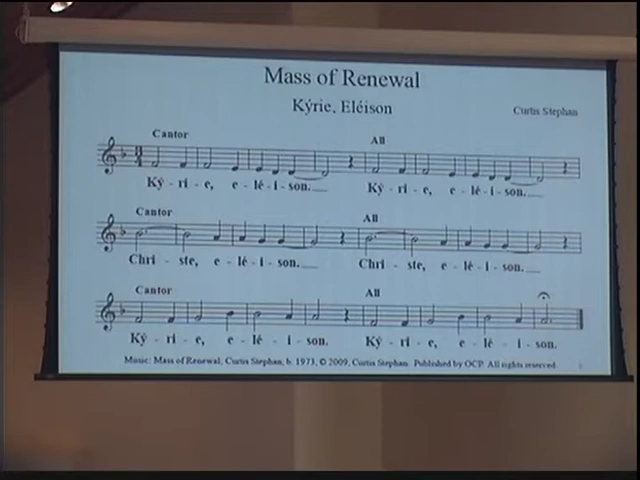 Mass of Renewal
Kýrie, Eléison
Curtis Stephan
Cantor All
Ký - ri - e, e - lé - i - son. Ký - ri - e, e - lé - i - son.
Cantor All
Chri - ste, e - lé - i - son. Chri - ste, e - lé - i - son.
Cantor All
Ký - ri - e, e - lé - i - son. Ký - ri - e, e - lé - i - son.
Music: Mass of Renewal, Curtis Stephan, b. 1973, © 2009, Curtis Stephan. Published by OCP. All rights reserved.